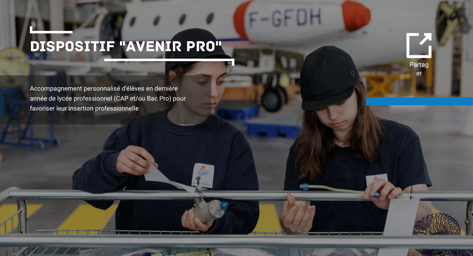 F-GFDH
DISPOSITIF "AVENIR PRO"
Partag
er
Accompagnement personnalisé d'élèves en dernière
année de lycée professionnel (CAP et/ou Bac Pro) pour
favoriser leur insertion professionnelle